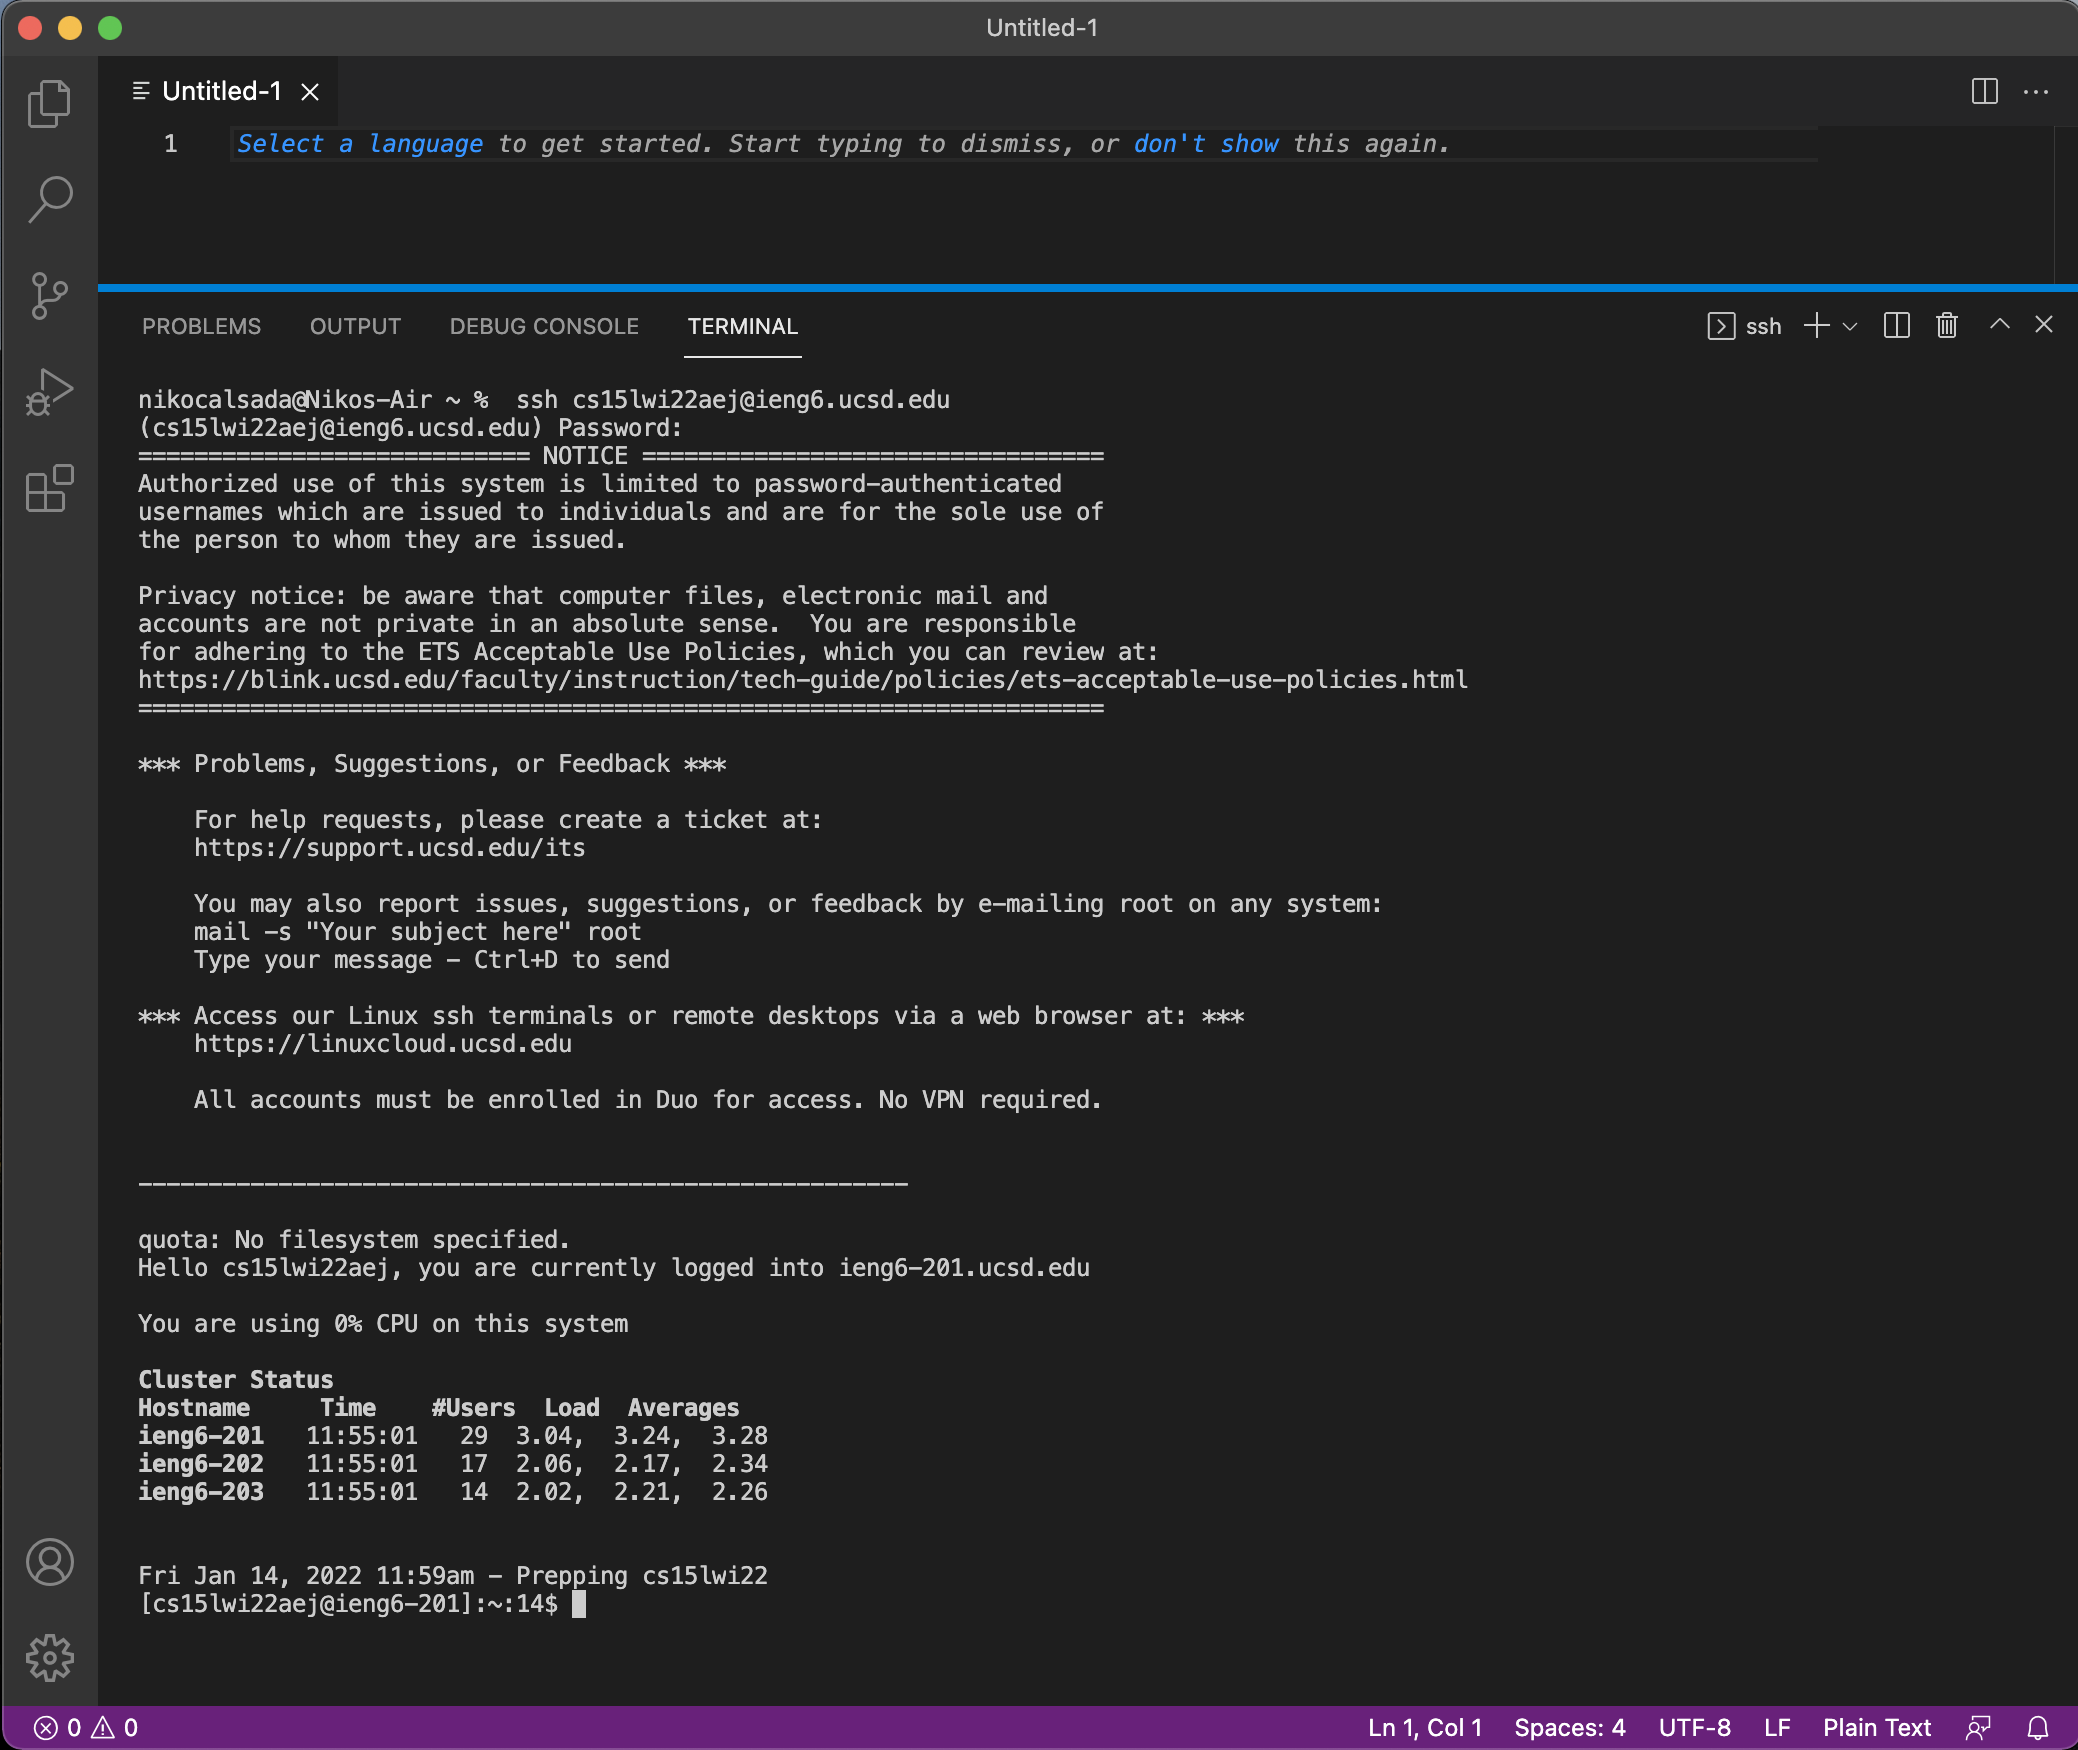 Untitled-1
Untitled-1
1 Select a language to get started. Start typing to dismiss, or don't show this again.
PROBLEMS OUTPUT DEBUG CONSOLE TERMINAL ssh
nikocalsada@Nikos-Air ~ %  ssh cs15lwi22aej@ieng6.ucsd.edu
(cs15lwi22aej@ieng6.ucsd.edu) Password:
============================ NOTICE =================================
Authorized use of this system is limited to password-authenticated
usernames which are issued to individuals and are for the sole use of
the person to whom they are issued.
Privacy notice: be aware that computer files, electronic mail and
accounts are not private in an absolute sense.  You are responsible
for adhering to the ETS Acceptable Use Policies, which you can review at:
https://blink.ucsd.edu/faculty/instruction/tech-guide/policies/ets-acceptable-use-policies.html
=====================================================================
*** Problems, Suggestions, or Feedback ***
For help requests, please create a ticket at:
https://support.ucsd.edu/its
You may also report issues, suggestions, or feedback by e-mailing root on any system:
mail -s "Your subject here" root
Type your message - Ctrl+D to send
*** Access our Linux ssh terminals or remote desktops via a web browser at: ***
https://linuxcloud.ucsd.edu
All accounts must be enrolled in Duo for access. No VPN required.
-------------------------------------------------------
quota: No filesystem specified.
Hello cs15lwi22aej, you are currently logged into ieng6-201.ucsd.edu
You are using 0% CPU on this system
Cluster Status
Hostname     Time    #Users  Load  Averages
ieng6-201   11:55:01   29  3.04,  3.24,  3.28
ieng6-202   11:55:01   17  2.06,  2.17,  2.34
ieng6-203   11:55:01   14  2.02,  2.21,  2.26
Fri Jan 14, 2022 11:59am - Prepping cs15lwi22
[cs15lwi22aej@ieng6-201]:~:14$
0 0 Ln 1, Col 1 Spaces: 4 UTF-8 LF Plain Text